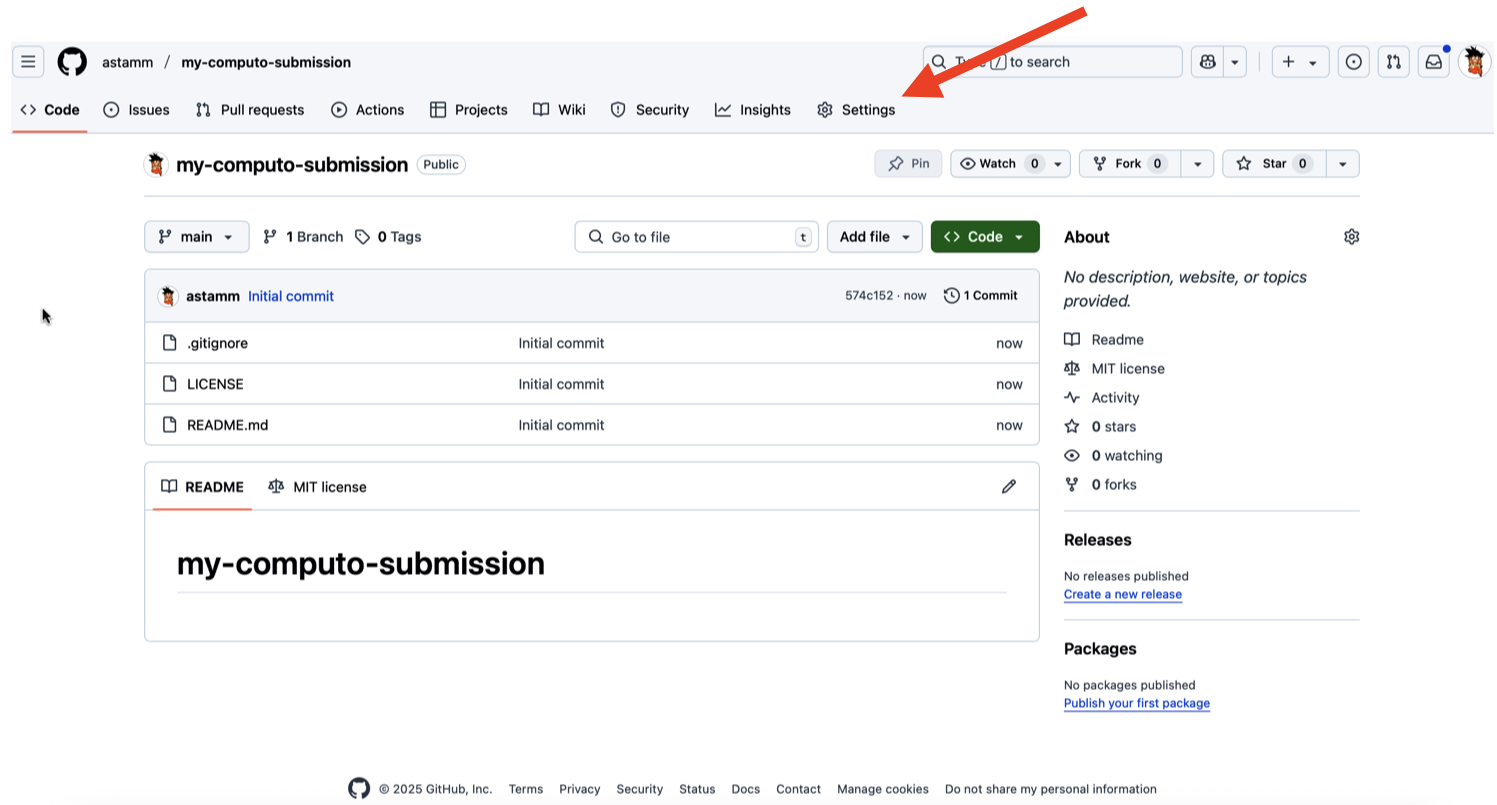 astamm / my-computo-submission Type / to search
Code Issues Pull requests Actions Projects Wiki Security Insights Settings
my-computo-submission Public Pin Watch 0 Fork 0 Star 0
main 1 Branch 0 Tags Go to file t Add file Code
astamm Initial commit 574c152 · now 1 Commit
.gitignore Initial commit now
LICENSE Initial commit now
README.md Initial commit now
README MIT license
my-computo-submission
About
No description, website, or topics
provided.
Readme
MIT license
Activity
0 stars
0 watching
0 forks
Releases
No releases published
Create a new release
Packages
No packages published
Publish your first package
© 2025 GitHub, Inc. Terms Privacy Security Status Docs Contact Manage cookies Do not share my personal information